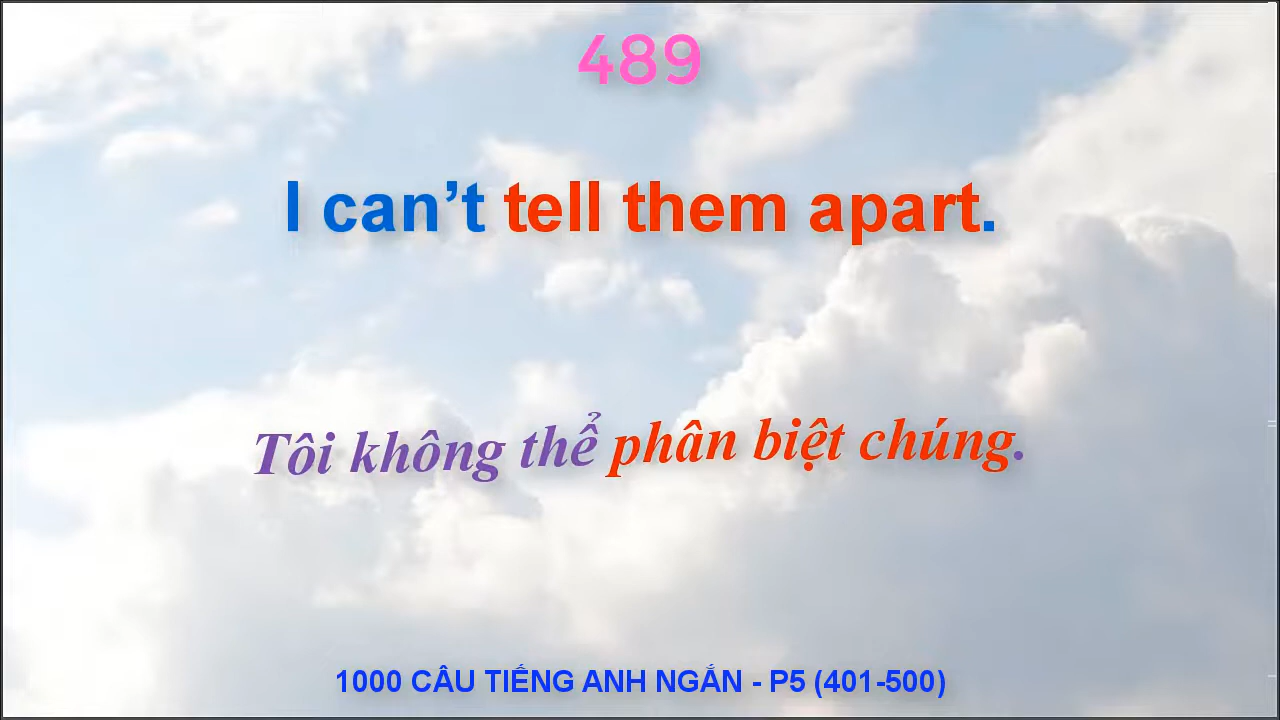 489
I can’t tell them apart.
Tôi không thể phân biệt chúng.
1000 CÂU TIẾNG ANH NGẮN - P5 (401-500)